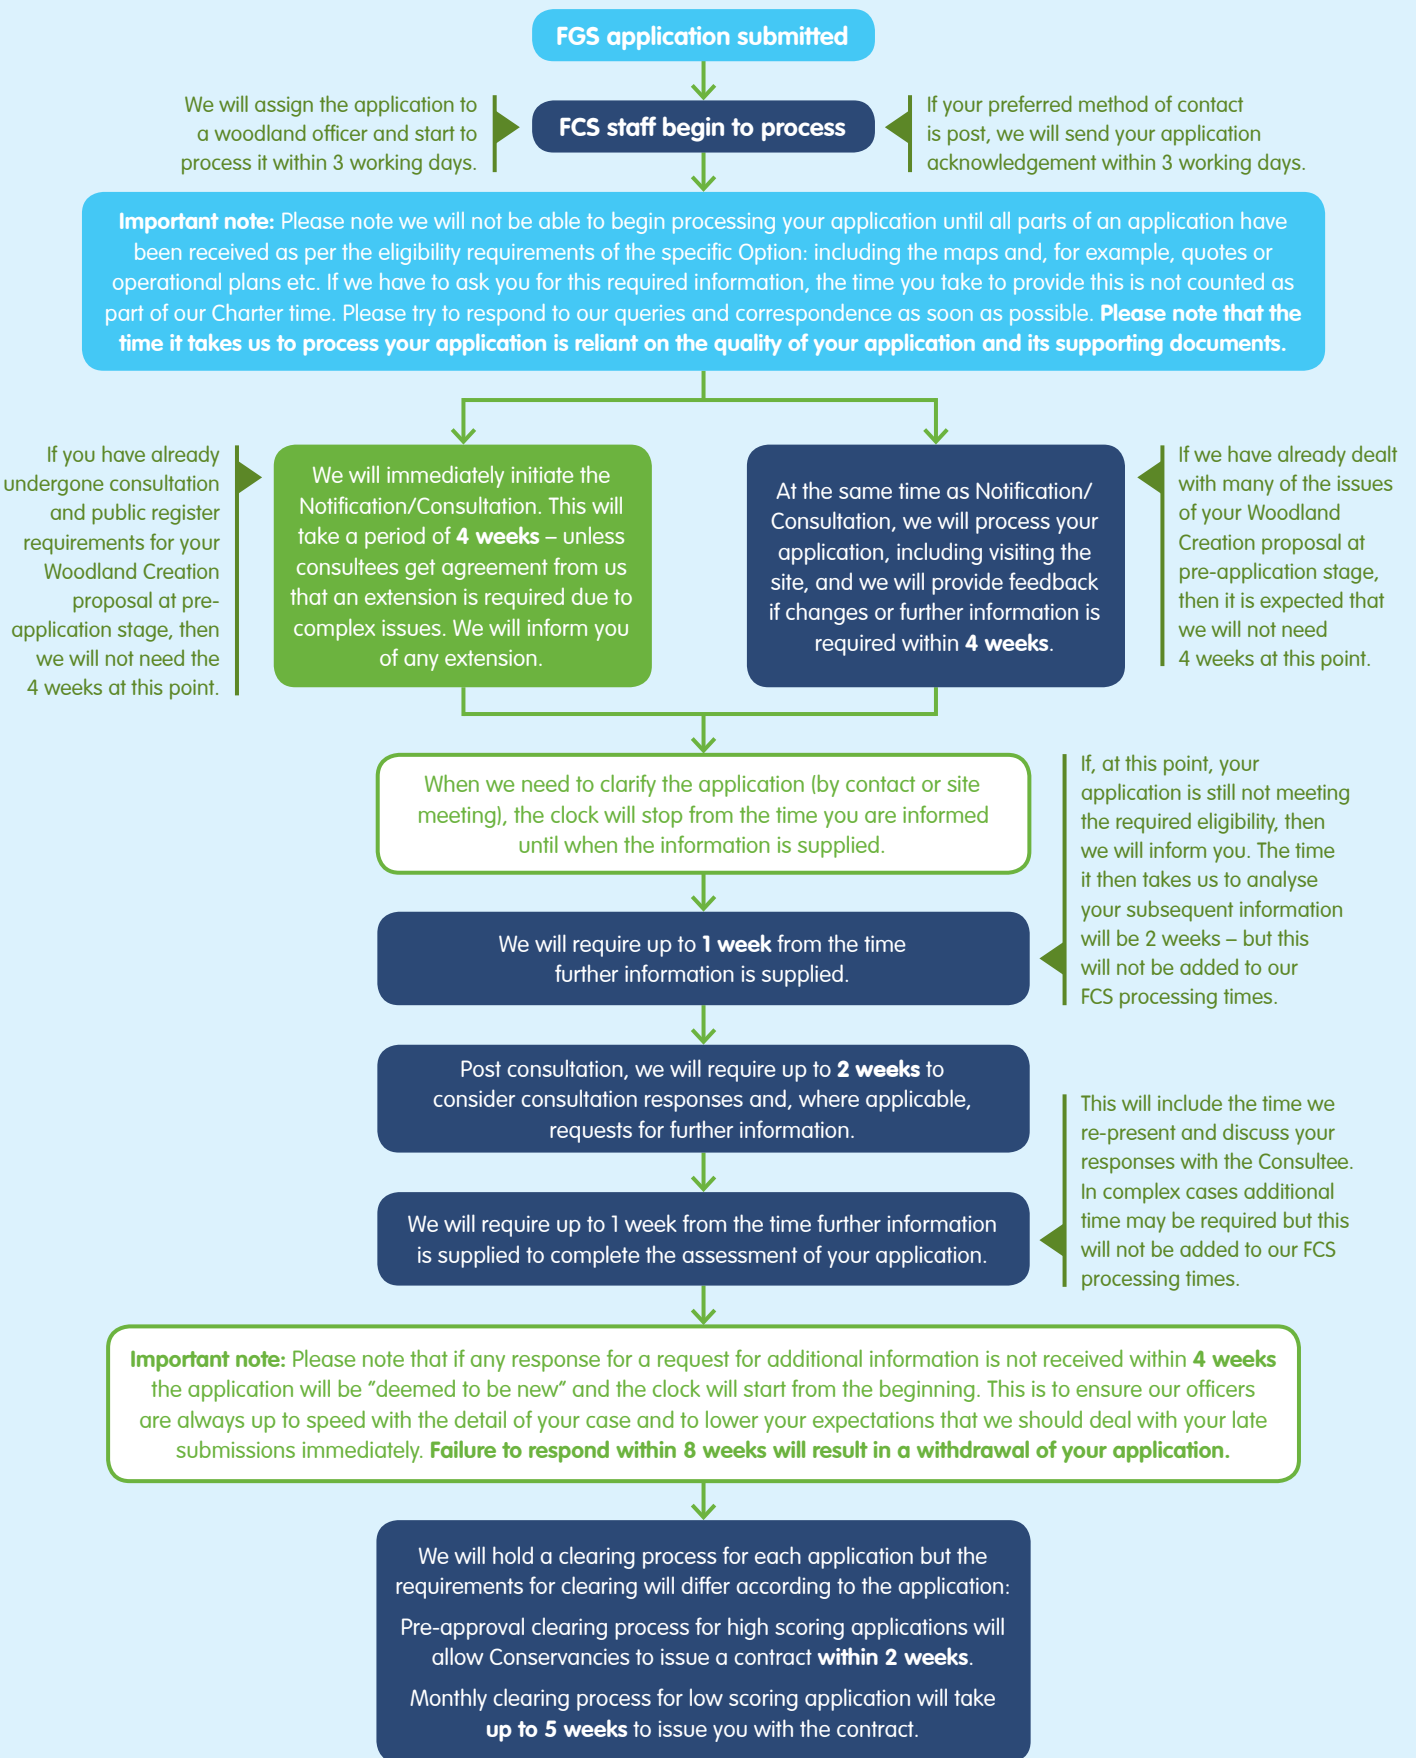 FGS application submitted
We will assign the application to
a woodland officer and start to
process it within 3 working days.
FCS staff begin to process
If your preferred method of contact
is post, we will send your application
acknowledgement within 3 working days.
Important note: Please note we will not be able to begin processing your application until all parts of an application have
been received as per the eligibility requirements of the specific Option: including the maps and, for example, quotes or
operational plans etc. If we have to ask you for this required information, the time you take to provide this is not counted as
part of our Charter time. Please try to respond to our queries and correspondence as soon as possible. Please note that the
time it takes us to process your application is reliant on the quality of your application and its supporting documents.
If you have already
undergone consultation
and public register
requirements for your
Woodland Creation
proposal at pre-
application stage, then
we will not need the
4 weeks at this point.
We will immediately initiate the
Notification/Consultation. This will
take a period of 4 weeks – unless
consultees get agreement from us
that an extension is required due to
complex issues. We will inform you
of any extension.
At the same time as Notification/
Consultation, we will process your
application, including visiting the
site, and we will provide feedback
if changes or further information is
required within 4 weeks.
If we have already dealt
with many of the issues
of your Woodland
Creation proposal at
pre-application stage,
then it is expected that
we will not need
4 weeks at this point.
When we need to clarify the application (by contact or site
meeting), the clock will stop from the time you are informed
until when the information is supplied.
If, at this point, your
application is still not meeting
the required eligibility, then
we will inform you. The time
it then takes us to analyse
your subsequent information
will be 2 weeks – but this
will not be added to our
FCS processing times.
We will require up to 1 week from the time
further information is supplied.
Post consultation, we will require up to 2 weeks to
consider consultation responses and, where applicable,
requests for further information.
This will include the time we
re-present and discuss your
responses with the Consultee.
In complex cases additional
time may be required but this
will not be added to our FCS
processing times.
We will require up to 1 week from the time further information
is supplied to complete the assessment of your application.
Important note: Please note that if any response for a request for additional information is not received within 4 weeks
the application will be "deemed to be new" and the clock will start from the beginning. This is to ensure our officers
are always up to speed with the detail of your case and to lower your expectations that we should deal with your late
submissions immediately. Failure to respond within 8 weeks will result in a withdrawal of your application.
We will hold a clearing process for each application but the
requirements for clearing will differ according to the application:
Pre-approval clearing process for high scoring applications will
allow Conservancies to issue a contract within 2 weeks.
Monthly clearing process for low scoring application will take
up to 5 weeks to issue you with the contract.